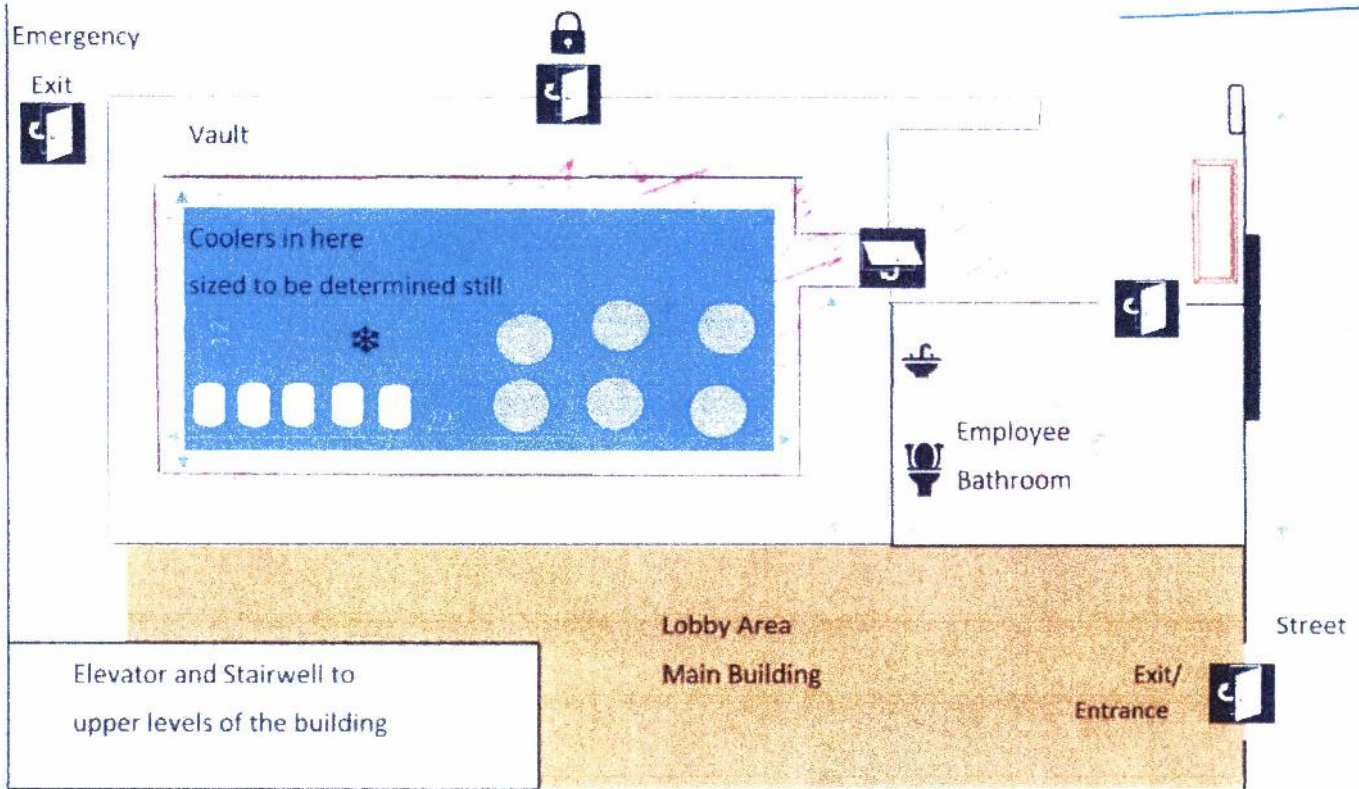 Emergency
Exit
Vault
Coolers in here
sized to be determined still
Employee
Bathroom
Lobby Area
Main Building
Street
Exit/
Entrance
Elevator and Stairwell to
upper levels of the building